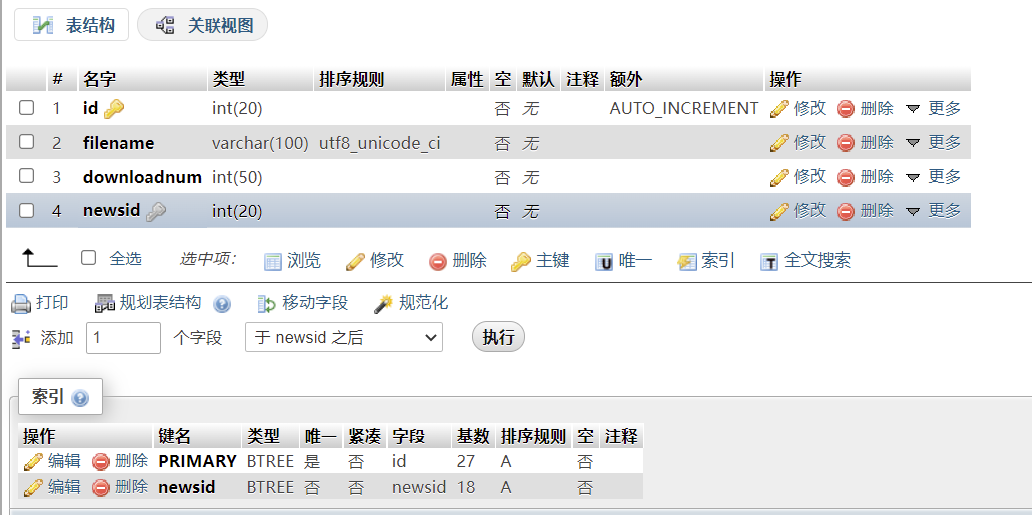 表结构 关联视图
# 名字 类型 排序规则 属性 空 默认 注释 额外 操作
1 id int(20) 否 无 AUTO_INCREMENT 修改 删除 更多
2 filename varchar(100) utf8_unicode_ci 否 无 修改 删除 更多
3 downloadnum int(50) 否 无 修改 删除 更多
4 newsid int(20) 否 无 修改 删除 更多
全选 选中项: 浏览 修改 删除 主键 唯一 索引 全文搜索
打印 规划表结构 移动字段 规范化
添加 1 个字段 于 newsid 之后 执行
索引
操作 键名 类型 唯一 紧凑 字段 基数 排序规则 空 注释
编辑 删除 PRIMARY BTREE 是 否 id 27 A 否
编辑 删除 newsid BTREE 否 否 newsid 18 A 否